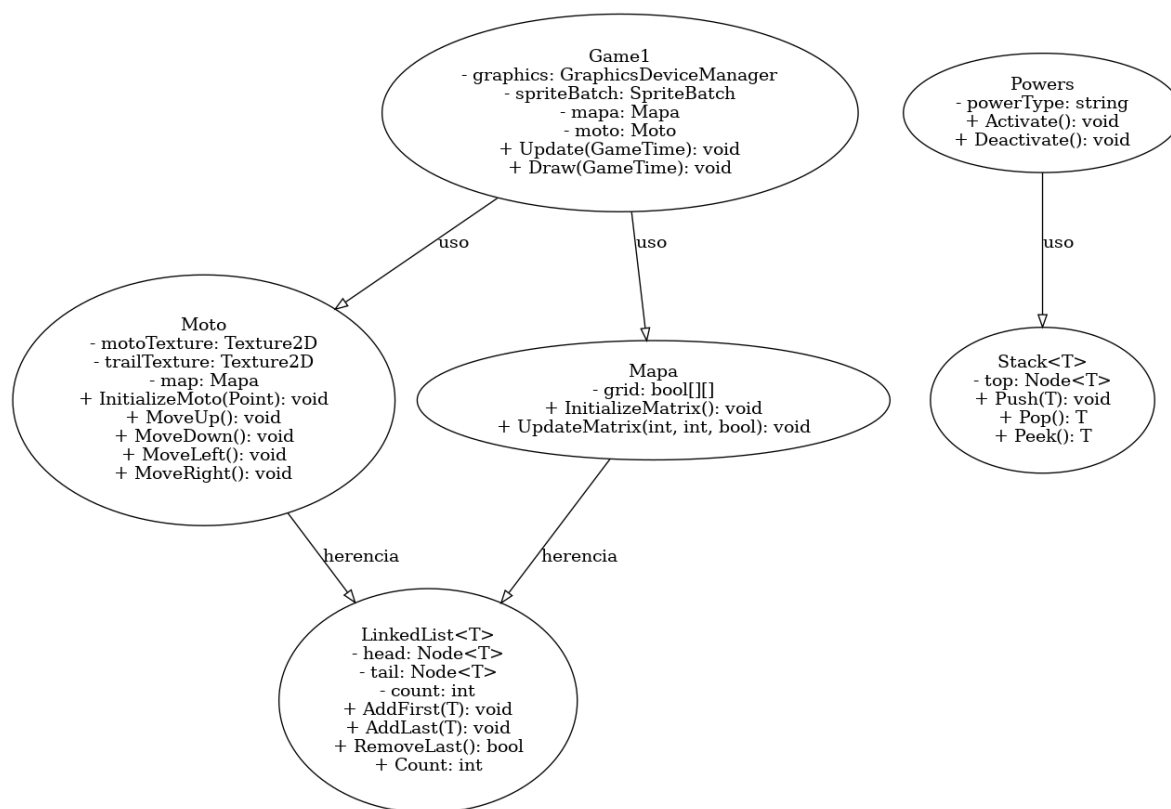 Game1
- graphics: GraphicsDeviceManager
- spriteBatch: SpriteBatch
- mapa: Mapa
- moto: Moto
+ Update(GameTime): void
+ Draw(GameTime): void
Powers
- powerType: string
+ Activate(): void
+ Deactivate(): void
uso
uso
uso
Moto
- motoTexture: Texture2D
- trailTexture: Texture2D
- map: Mapa
+ InitializeMoto(Point): void
+ MoveUp(): void
+ MoveDown(): void
+ MoveLeft(): void
+ MoveRight(): void
Mapa
- grid: bool[][]
+ InitializeMatrix(): void
+ UpdateMatrix(int, int, bool): void
Stack<T>
- top: Node<T>
+ Push(T): void
+ Pop(): T
+ Peek(): T
herencia
herencia
LinkedList<T>
- head: Node<T>
- tail: Node<T>
- count: int
+ AddFirst(T): void
+ AddLast(T): void
+ RemoveLast(): bool
+ Count: int